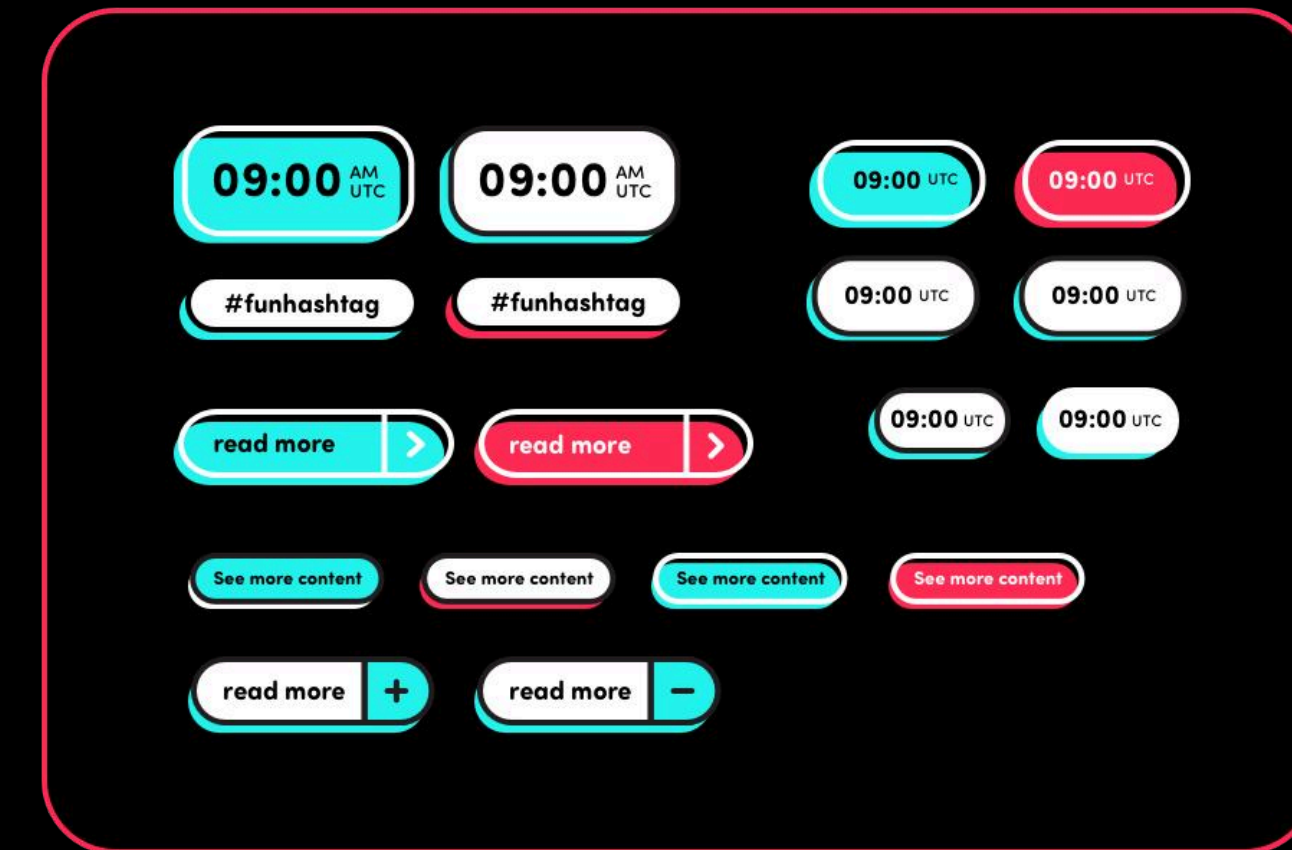 09:00 AM UTC
09:00 AM UTC
09:00 UTC
09:00 UTC
#funhashtag
#funhashtag
09:00 UTC
09:00 UTC
read more
read more
09:00 UTC
09:00 UTC
See more content
See more content
See more content
See more content
read more +
read more −